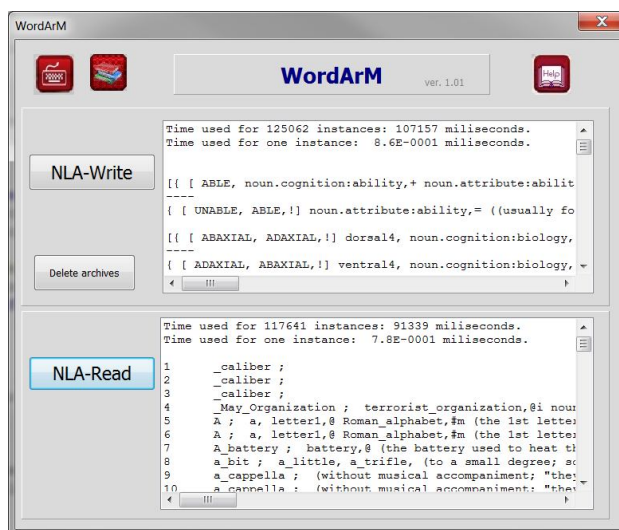 WordArM
WordArM ver. 1.01
Help
NLA-Write
Time used for 125062 instances: 107157 miliseconds.
Time used for one instance: 8.6E-0001 miliseconds.
[{ [ ABLE, noun.cognition:ability,+ noun.attribute:abilit
----
{ [ UNABLE, ABLE,!] noun.attribute:ability,= ((usually fo
[{ [ ABAXIAL, ADAXIAL,!] dorsal4, noun.cognition:biology,
----
{ [ ADAXIAL, ABAXIAL,!] ventral4, noun.cognition:biology,
Delete archives
NLA-Read
Time used for 117641 instances: 91339 miliseconds.
Time used for one instance: 7.8E-0001 miliseconds.
1 _caliber ;
2 _caliber ;
3 _caliber ;
4 _May_Organization ; terrorist_organization,@i noun
5 A ; a, letter1,@ Roman_alphabet,#m (the 1st letter
6 A ; a, letter1,@ Roman_alphabet,#m (the 1st letter
7 A_battery ; battery,@ (the battery used to heat th
8 a_bit ; a_little, a_trifle, (to a small degree; so
9 a_cappella ; (without musical accompaniment; "they
10 a_cappella ; (without musical accompaniment; "they